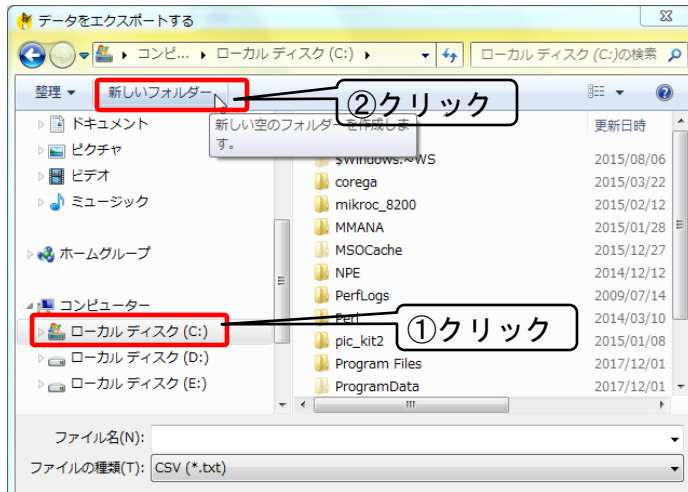 データをエクスポートする
コンピ... ▸ ローカル ディスク (C:) ▸
ローカル ディスク (C:)の検索
整理 新しいフォルダー
②クリック
新しい空のフォルダーを作成しま
す。
更新日時
ドキュメント
ピクチャ
ビデオ
ミュージック
ホームグループ
コンピューター
ローカル ディスク (C:)
ローカル ディスク (D:)
ローカル ディスク (E:)
$Windows.~WS 2015/08/06
corega 2015/03/22
mikroc_8200 2015/02/12
MMANA 2015/01/28
MSOCache 2015/12/27
NPE 2014/12/12
PerfLogs 2009/07/14
Perl 2014/03/10
①クリック
pic_kit2 2015/01/08
Program Files 2017/12/01
ProgramData 2017/12/01
ファイル名(N):
ファイルの種類(T): CSV (*.txt)